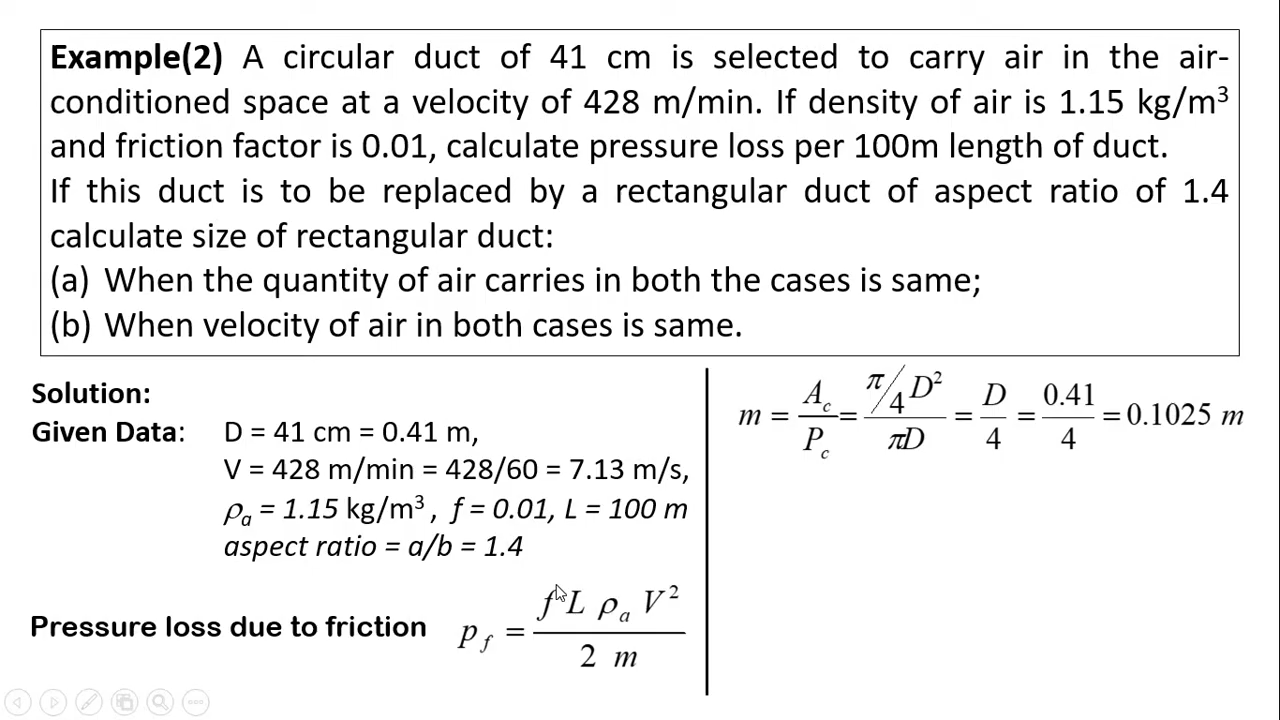 Example(2) A circular duct of 41 cm is selected to carry air in the air-
conditioned space at a velocity of 428 m/min. If density of air is 1.15 kg/m³
and friction factor is 0.01, calculate pressure loss per 100m length of duct.
If this duct is to be replaced by a rectangular duct of aspect ratio of 1.4
calculate size of rectangular duct:
(a) When the quantity of air carries in both the cases is same;
(b) When velocity of air in both cases is same.
Solution:
Given Data: D = 41 cm = 0.41 m,
V = 428 m/min = 428/60 = 7.13 m/s,
ρₐ = 1.15 kg/m³ , f = 0.01, L = 100 m
aspect ratio = a/b = 1.4
Pressure loss due to friction p_f = f L ρₐ V² / 2 m
m = A_c / P_c = π/4 D² / πD = D / 4 = 0.41 / 4 = 0.1025 m